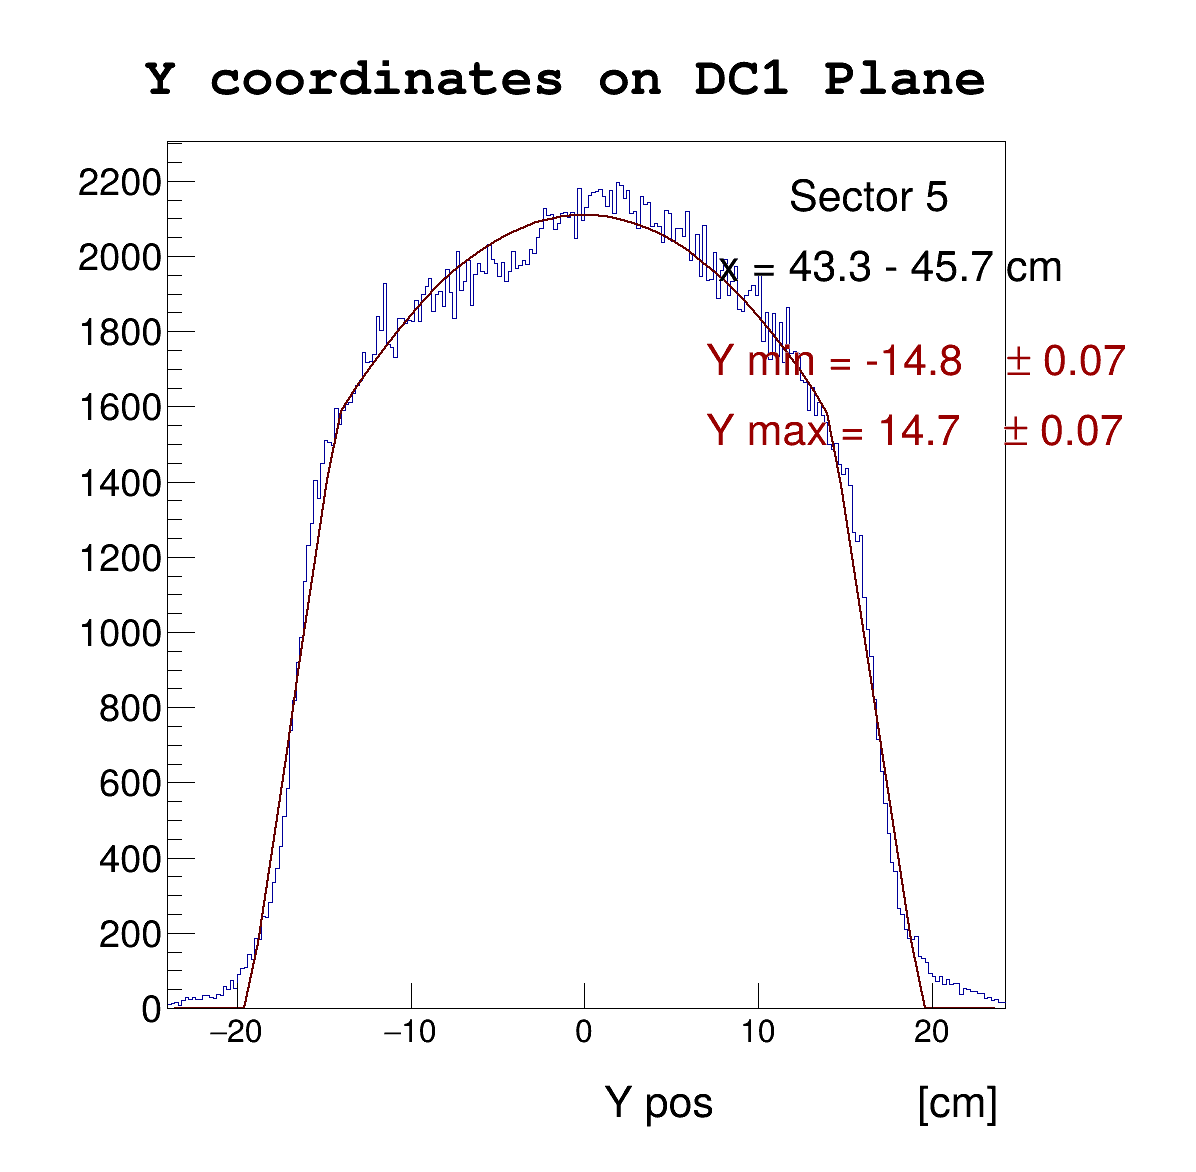 Y coordinates on DC1 Plane
2200
2000
1800
1600
1400
1200
1000
800
600
400
200
0
Sector 5
x = 43.3 - 45.7 cm
Y min = -14.8 ± 0.07
Y max = 14.7 ± 0.07
−20 −10 0 10 20
Y pos [cm]